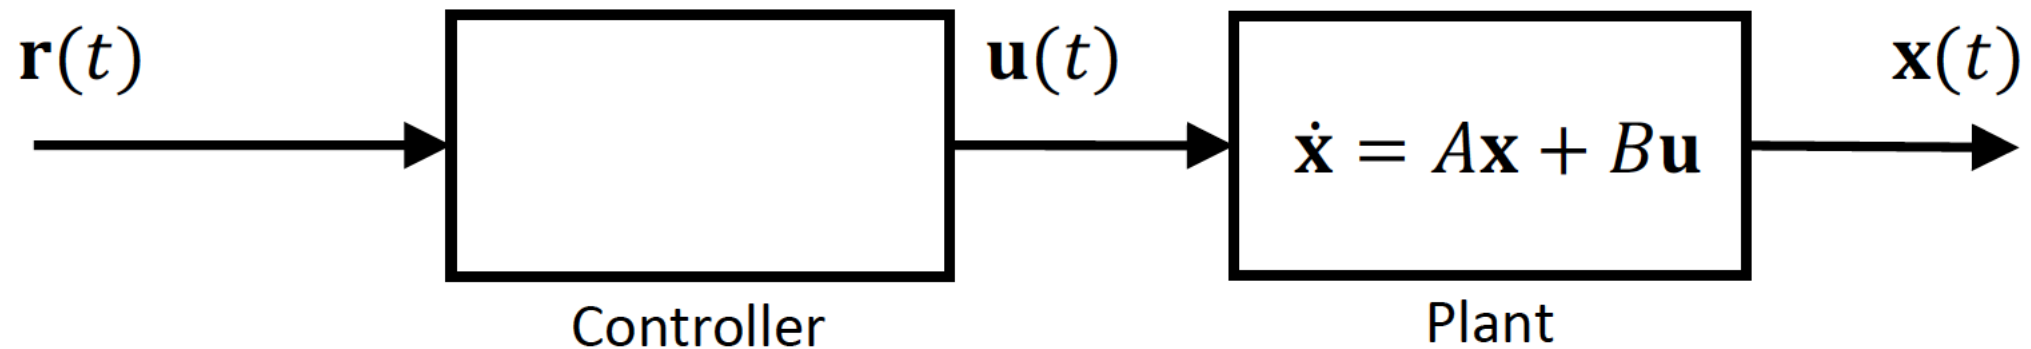 𝐫(𝑡)
𝐮(𝑡)
𝐱(𝑡)
𝐱̇ = 𝐴𝐱 + 𝐵𝐮
Controller
Plant